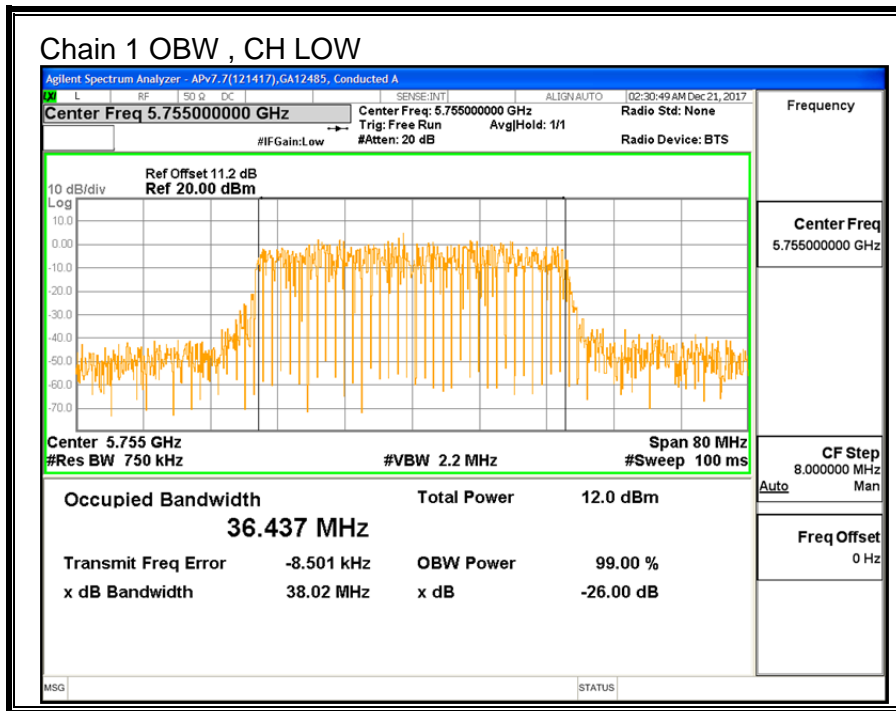 Chain 1 OBW , CH LOW
Agilent Spectrum Analyzer - APv7.7(121417),GA12485, Conducted A
LXI L RF 50 Ω DC SENSE:INT ALIGN AUTO 02:30:49 AM Dec 21, 2017
Center Freq 5.755000000 GHz
Center Freq: 5.755000000 GHz
Radio Std: None
Trig: Free Run
Avg|Hold: 1/1
#IFGain:Low
#Atten: 20 dB
Radio Device: BTS
Ref Offset 11.2 dB
10 dB/div
Ref 20.00 dBm
Log
10.0
0.00
-10.0
-20.0
-30.0
-40.0
-50.0
-60.0
-70.0
Center 5.755 GHz
Span 80 MHz
#Res BW 750 kHz
#VBW 2.2 MHz
#Sweep 100 ms
Occupied Bandwidth
Total Power
12.0 dBm
36.437 MHz
Transmit Freq Error
-8.501 kHz
OBW Power
99.00 %
x dB Bandwidth
38.02 MHz
x dB
-26.00 dB
Frequency
Center Freq
5.755000000 GHz
CF Step
8.000000 MHz
Auto Man
Freq Offset
0 Hz
MSG
STATUS